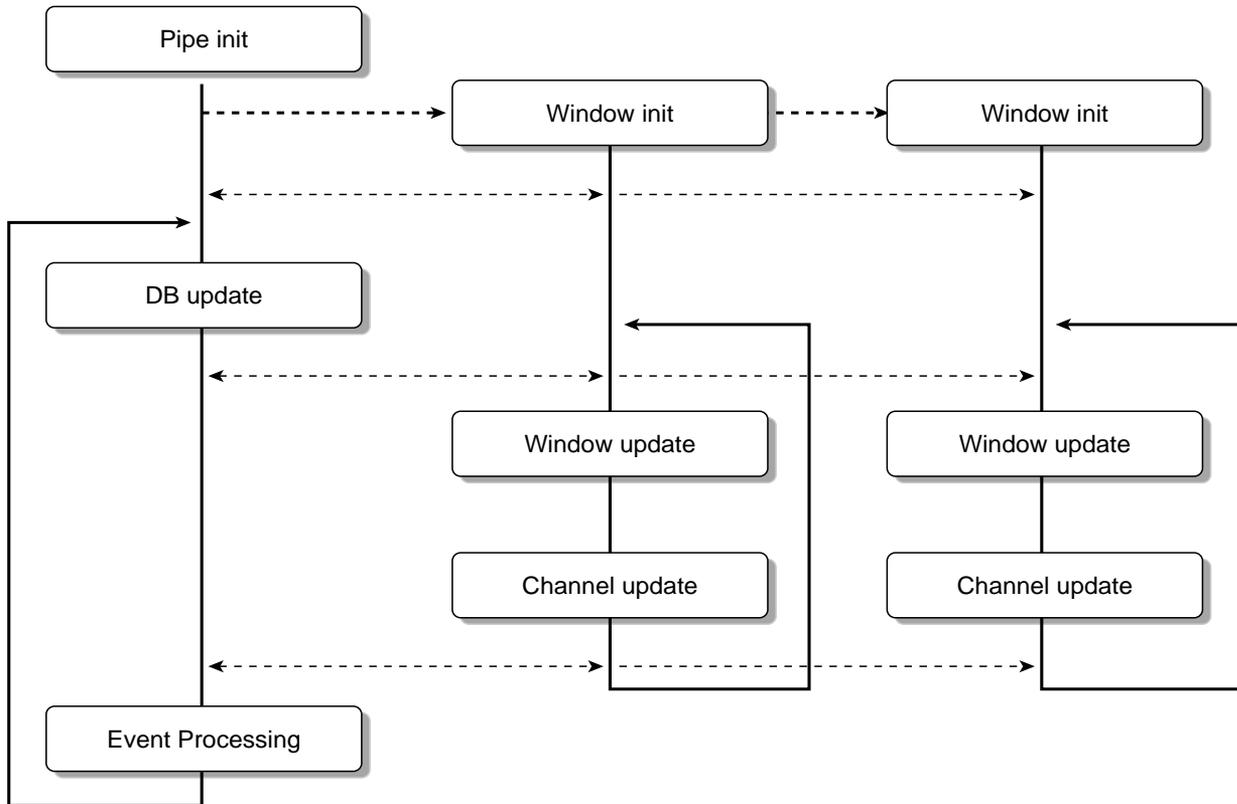 Pipe init
Window init
Window init
DB update
Window update
Window update
Channel update
Channel update
Event Processing